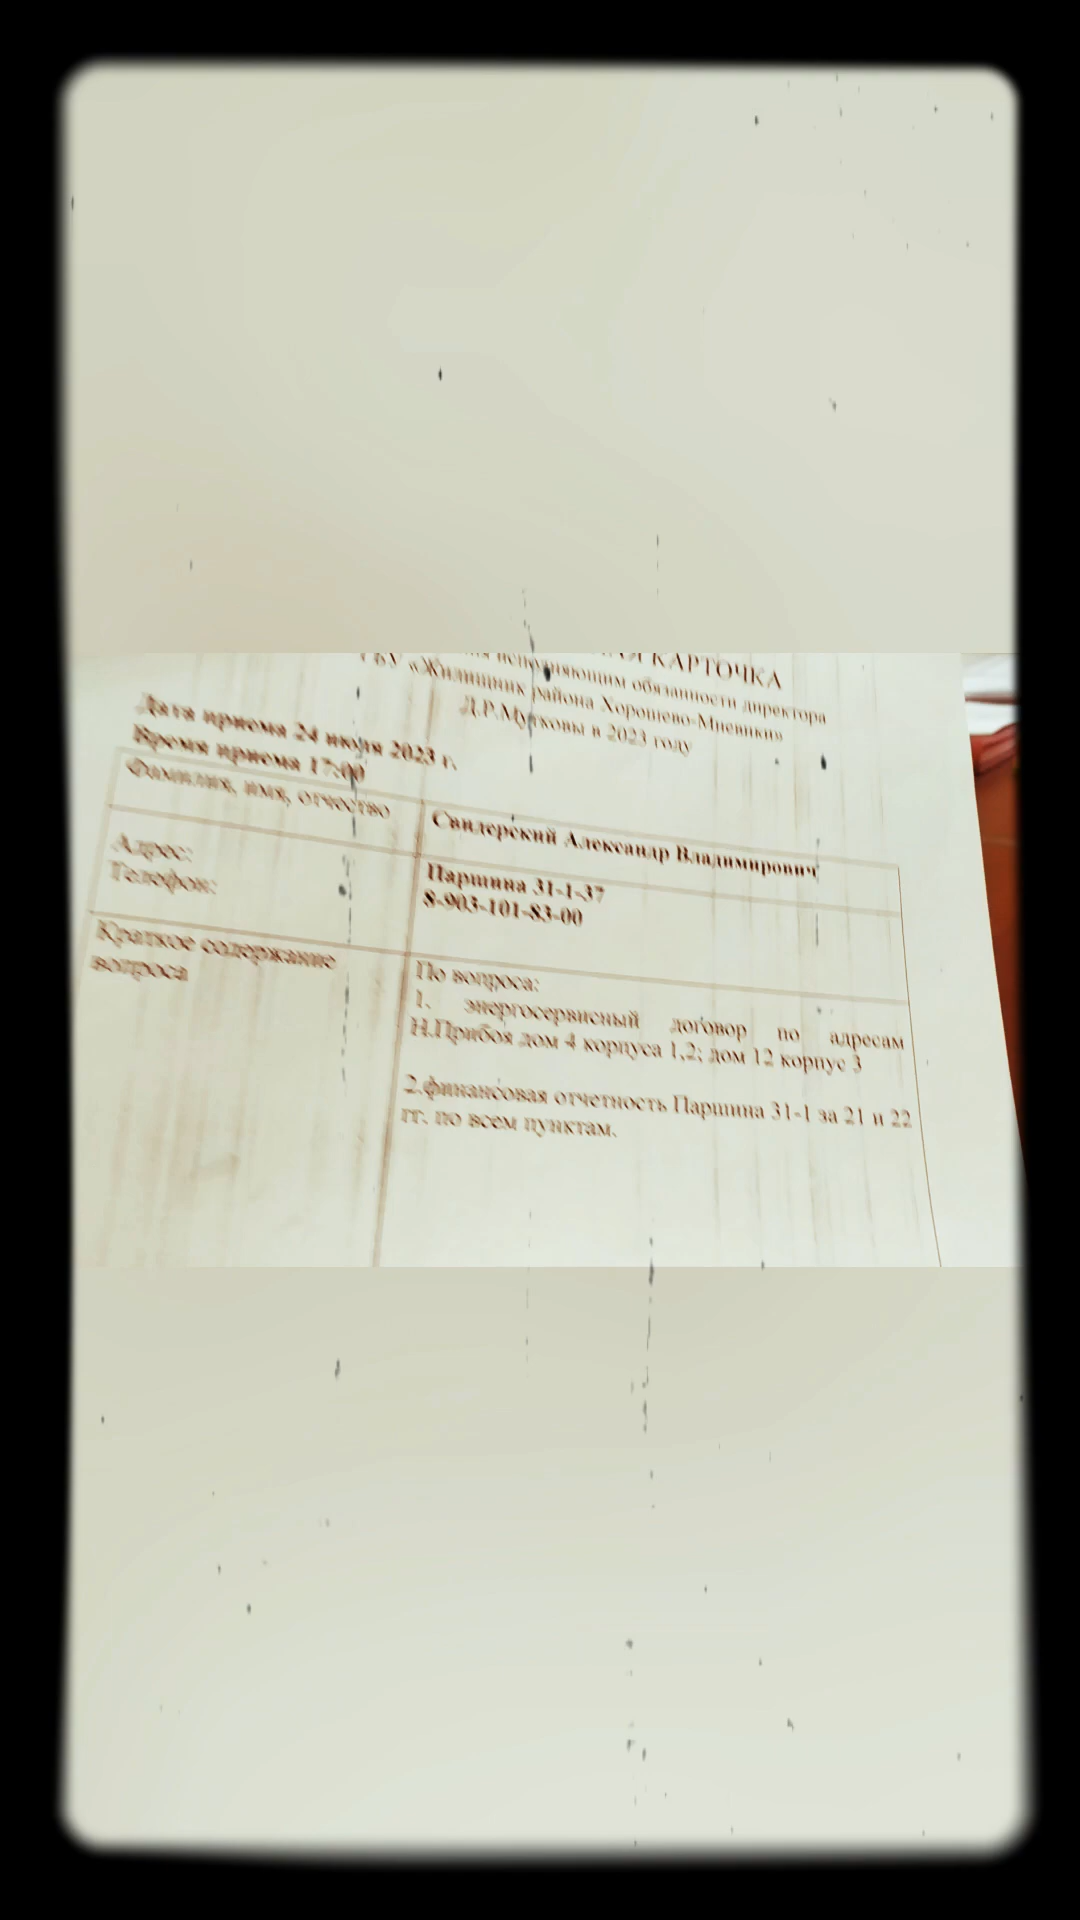 КАРТОЧКА
исполняющим обязанности директора
ГБУ «Жилищник района Хорошево-Мневники»
в 2023 году
Дата приема 24 июля 2023 г.
Время приема 17:00
Фамилия, имя, отчество
Свидерский Александр Владимирович
Адрес:
Паршина 31-1-37
Телефон:
8-903-101-83-00
Краткое содержание
вопроса
По вопроса:
1. энергосервисный договор по адресам
Н.Прибоя дом 4 корпуса 1,2; дом 12 корпус 3
2.финансовая отчетность Паршина 31-1 за 21 и 22
гг. по всем пунктам.